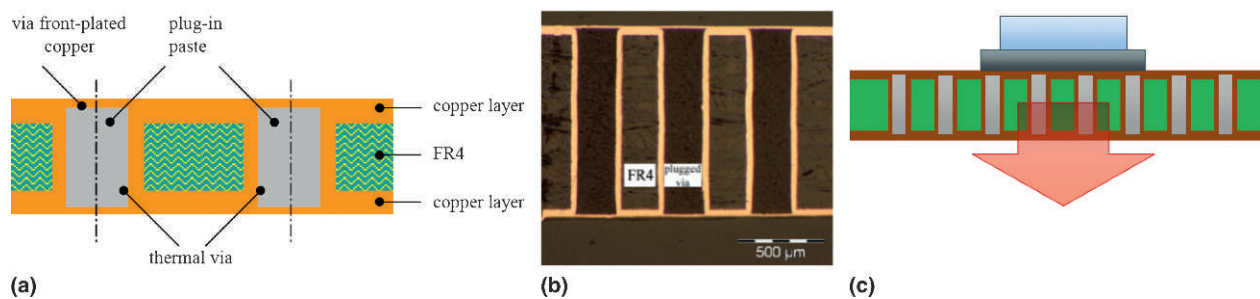 via front-plated
copper
plug-in
paste
copper layer
FR4
copper layer
thermal via
(a)
FR4
plugged
via
500 µm
(b)
(c)